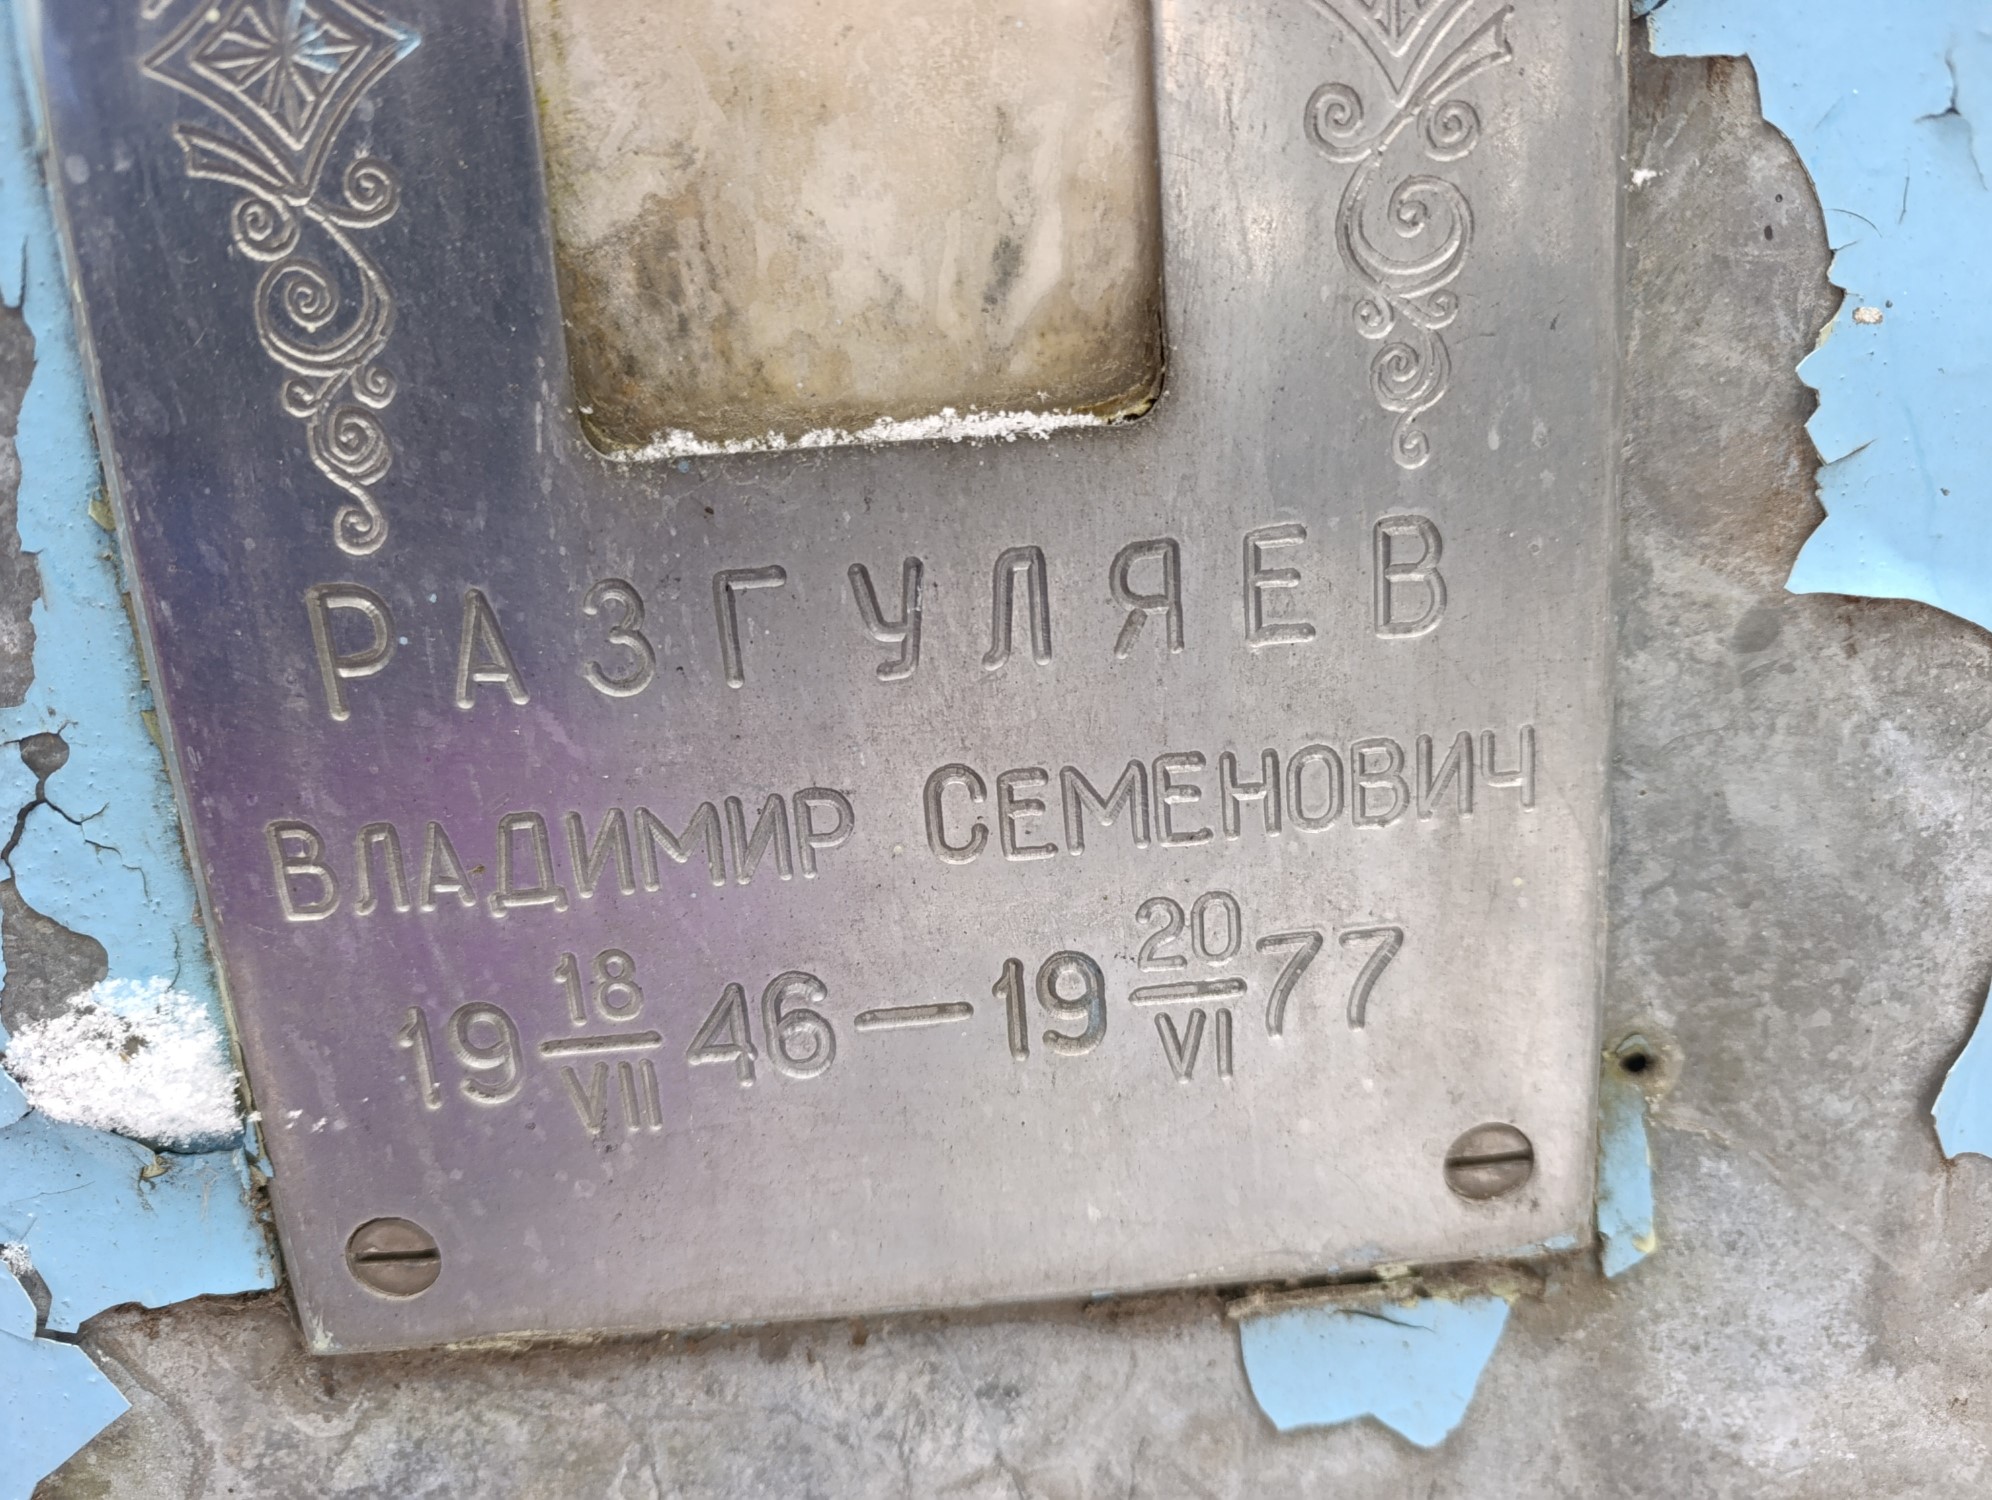 РАЗГУЛЯЕВ
ВЛАДИМИР СЕМЕНОВИЧ
19 18/VII 46 — 19 20/VI 77